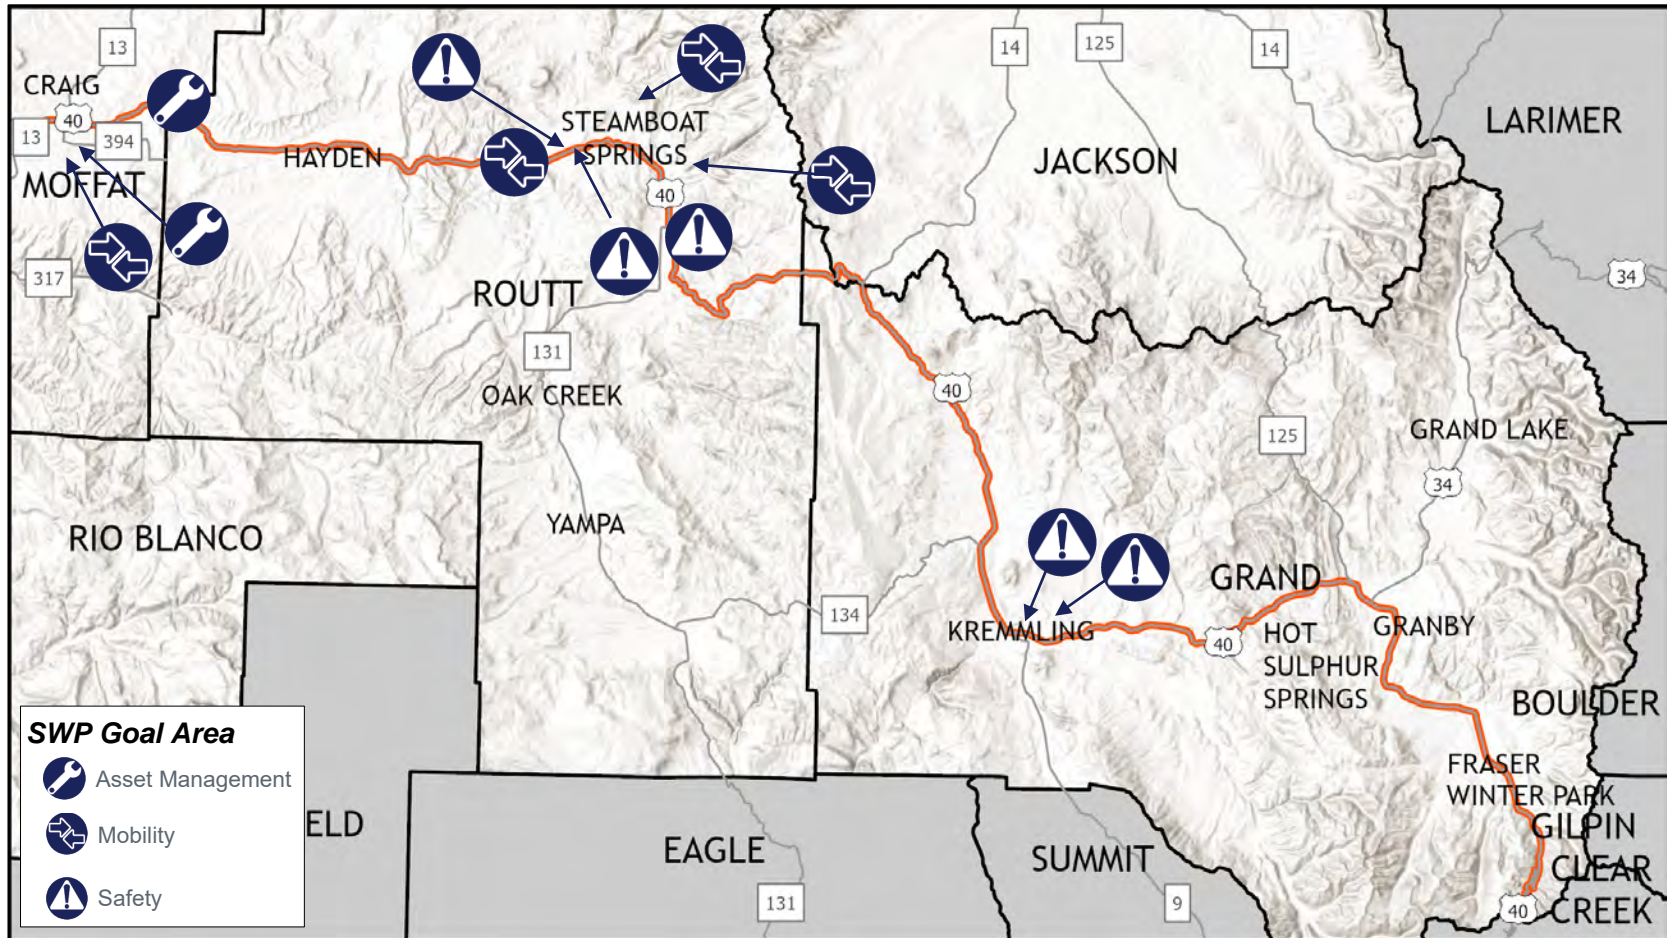 13
14
125
14
CRAIG
40
13
394
MOFFAT
HAYDEN
STEAMBOAT
SPRINGS
40
JACKSON
LARIMER
317
ROUTT
34
131
OAK CREEK
40
125
GRAND LAKE
34
YAMPA
RIO BLANCO
134
KREMMLING
GRAND
40
HOT
SULPHUR
SPRINGS
GRANBY
BOULDER
FRASER
WINTER PARK
GILPIN
CLEAR
CREEK
40
SWP Goal Area
Asset Management
Mobility
Safety
ELD
EAGLE
SUMMIT
131
9